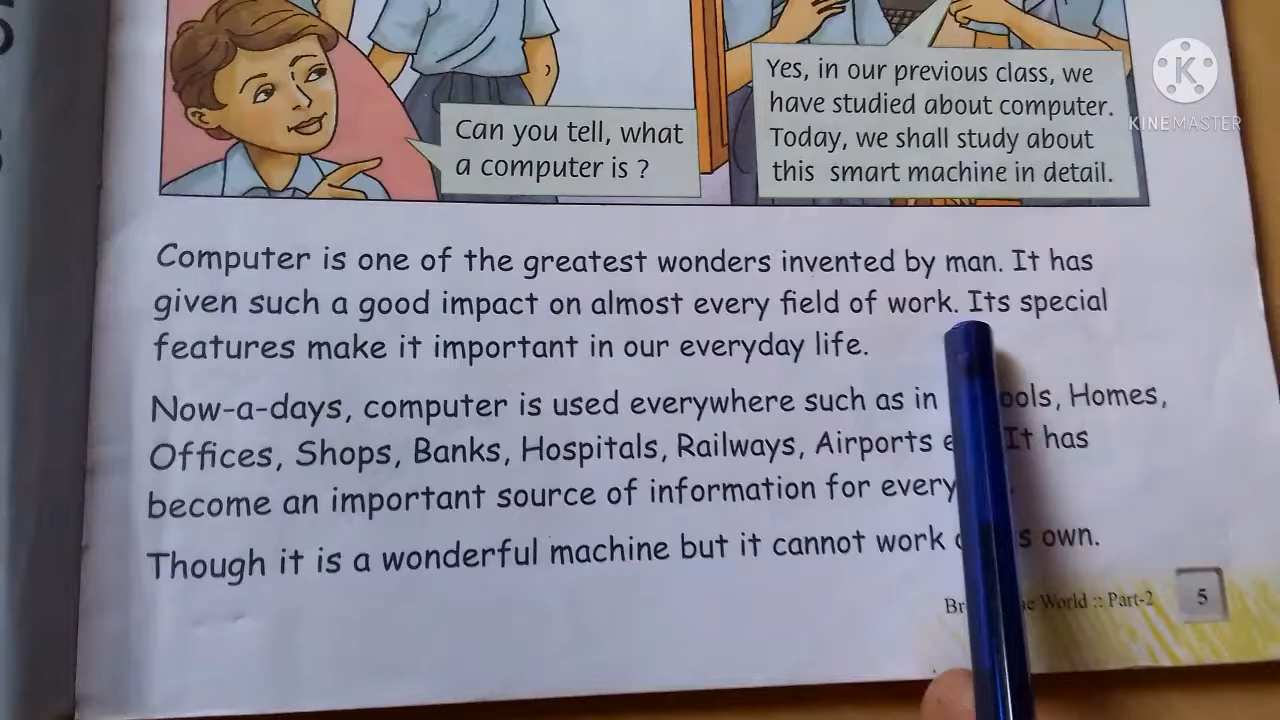 Yes, in our previous class, we
have studied about computer.
Today, we shall study about
this smart machine in detail.
Can you tell, what
a computer is ?
K
KINEMASTER
Computer is one of the greatest wonders invented by man. It has
given such a good impact on almost every field of work. Its special
features make it important in our everyday life.
Now-a-days, computer is used everywhere such as in Homes,
Offices, Shops, Banks, Hospitals, Railways, Airports It has
become an important source of information for
Though it is a wonderful machine but it cannot work own.
World :: Part-2
5